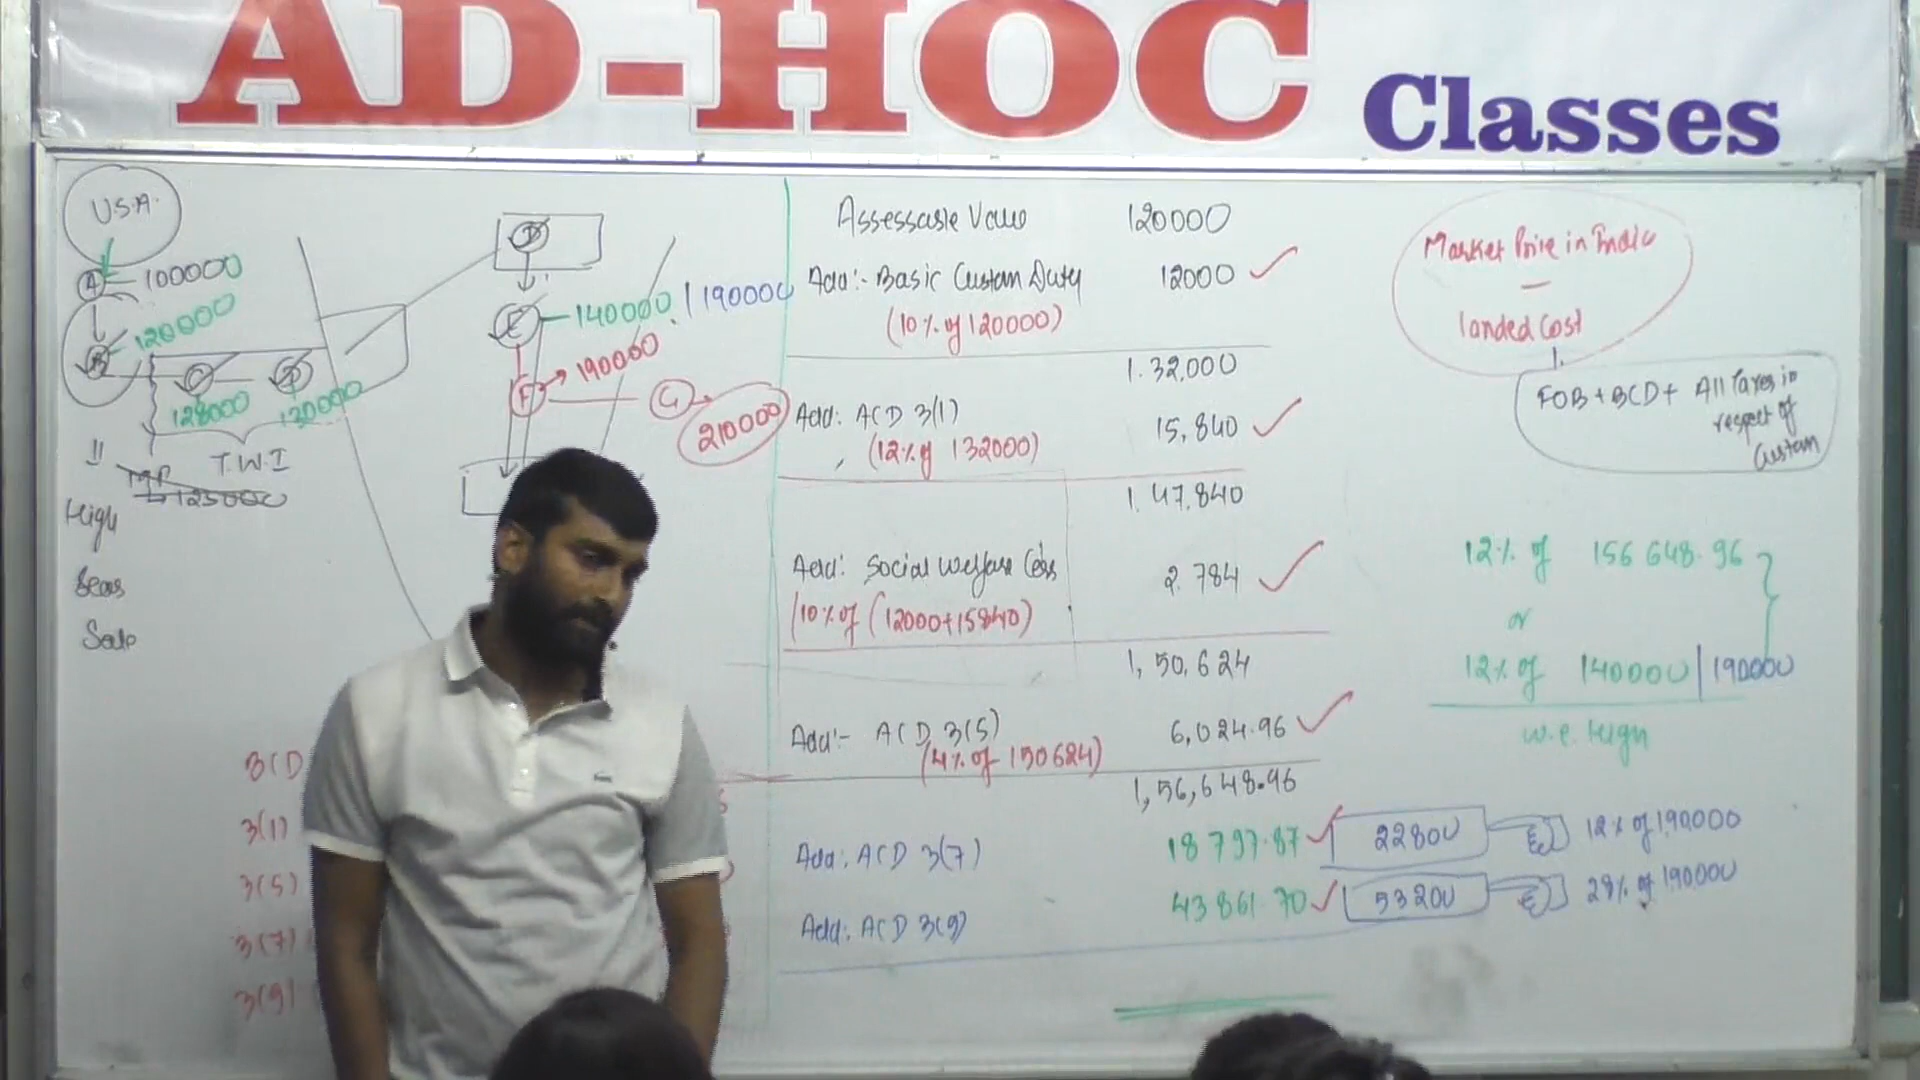 AD-HOC Classes
U.S.A.
A 100000
B 120000
C 128000
D 130000
T.W.I
125000
High
Seas
Sale
D
E 140000 / 190000
F 190000
G 210000
BCD
3(1)
3(5)
3(7)
3(9)
Assessable Value 120000
Add:- Basic Custom Duty 12000
(10% of 120000)
1.32,000
Add: ACD 3(1) 15,840
(12% of 132000)
1.47,840
Add: Social Welfare Cess 2.784
10% of (12000+15840)
1,50,624
Add:- ACD 3(5) 6,024.96
(4% of 150624)
1,56,648.96
Add: ACD 3(7) 18797.87 22800 12% of 190000
Add: ACD 3(9) 43861.70 53200 28% of 190000
Market Price in India
—
landed Cost
FOB + BCD + All Taxes in
respect of
Custom
12% of 156648.96
or
12% of 140000 | 190000
w.e. High